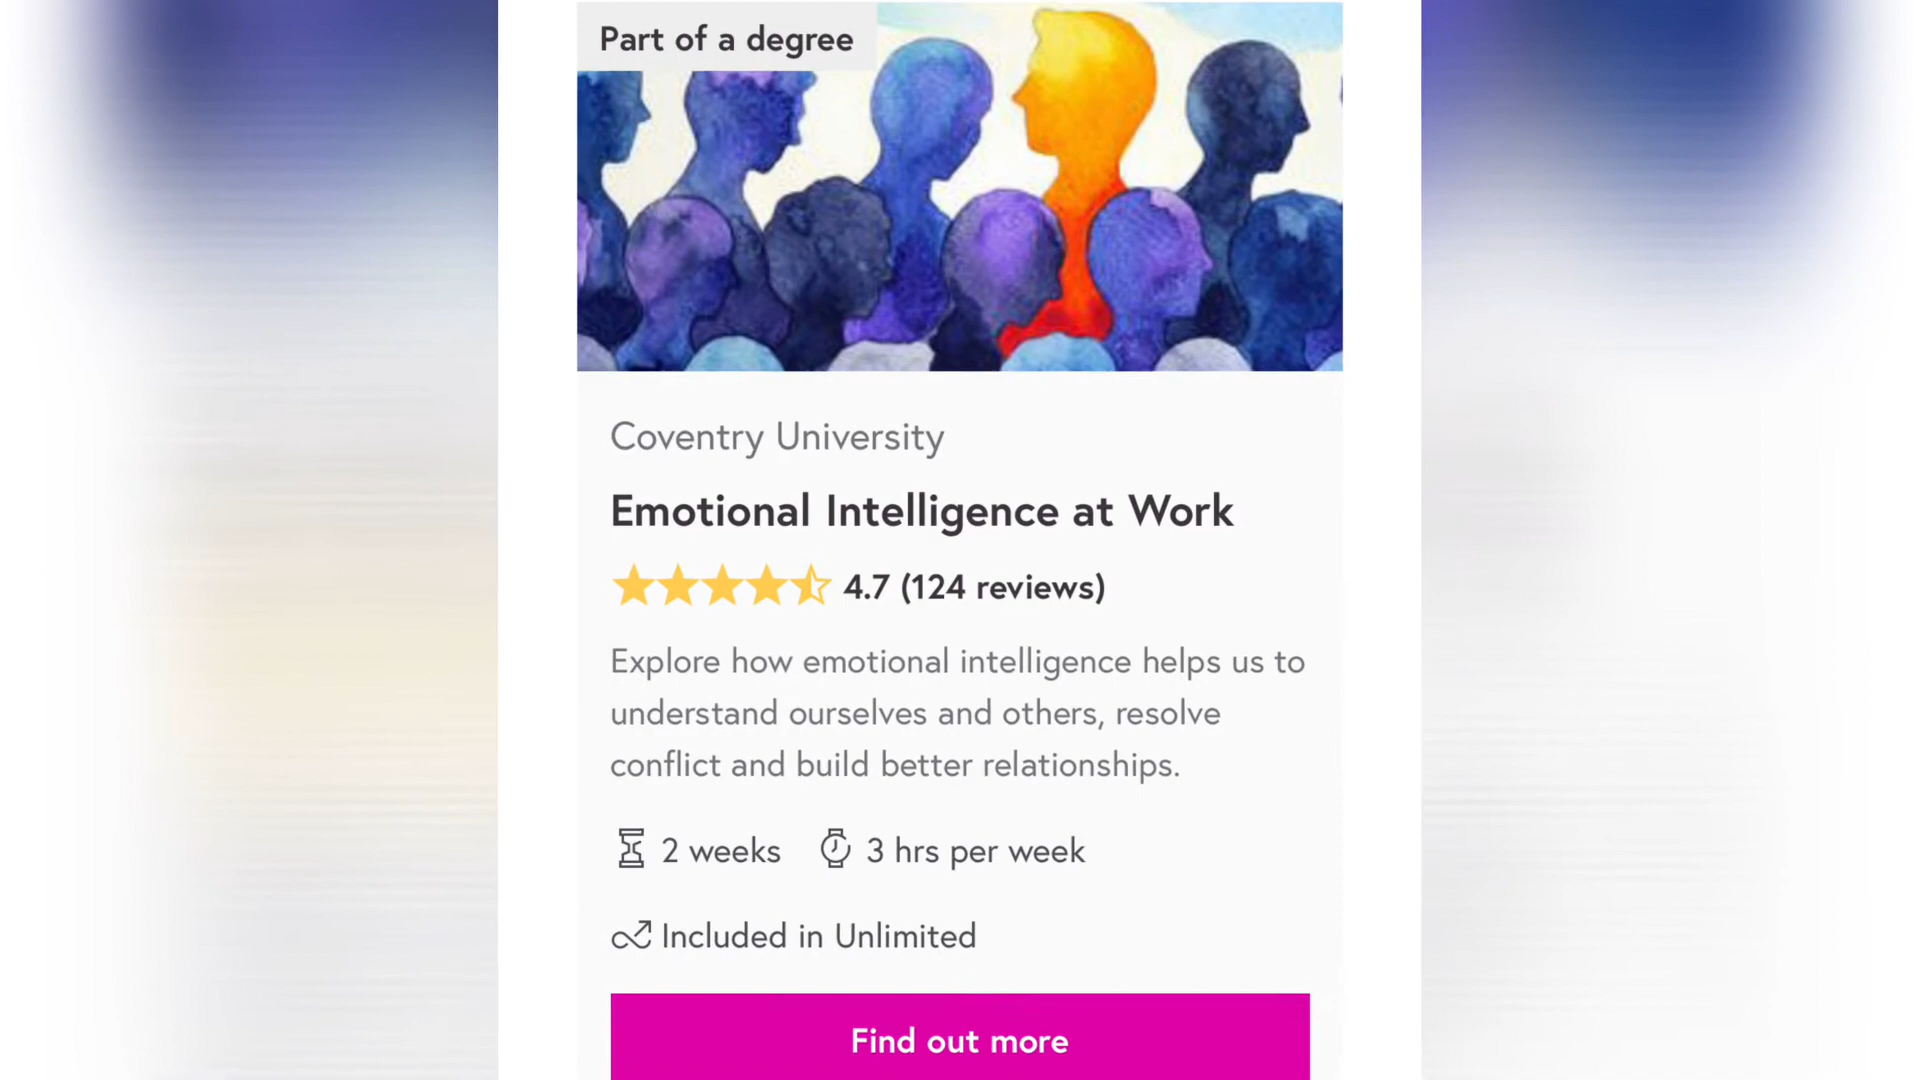 Part of a degree
Coventry University
Emotional Intelligence at Work
4.7 (124 reviews)
Explore how emotional intelligence helps us to
understand ourselves and others, resolve
conflict and build better relationships.
2 weeks 3 hrs per week
Included in Unlimited
Find out more